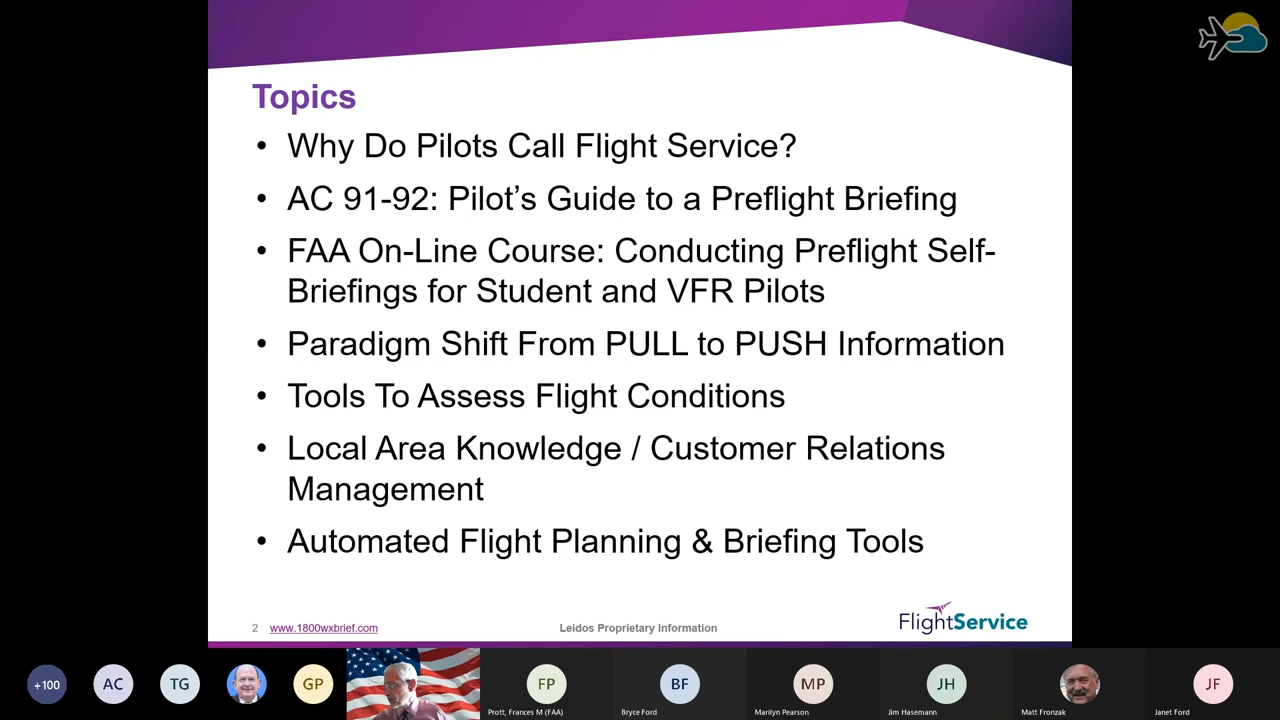 Topics
• Why Do Pilots Call Flight Service?
• AC 91-92: Pilot’s Guide to a Preflight Briefing
• FAA On-Line Course: Conducting Preflight Self-
Briefings for Student and VFR Pilots
• Paradigm Shift From PULL to PUSH Information
• Tools To Assess Flight Conditions
• Local Area Knowledge / Customer Relations
Management
• Automated Flight Planning & Briefing Tools
2 www.1800wxbrief.com
Leidos Proprietary Information
FlightService
+100
AC
TG
GP
FP
BF
MP
JH
JF
Prott, Frances M (FAA)
Bryce Ford
Marilyn Pearson
Jim Hasemann
Matt Fronzak
Janet Ford